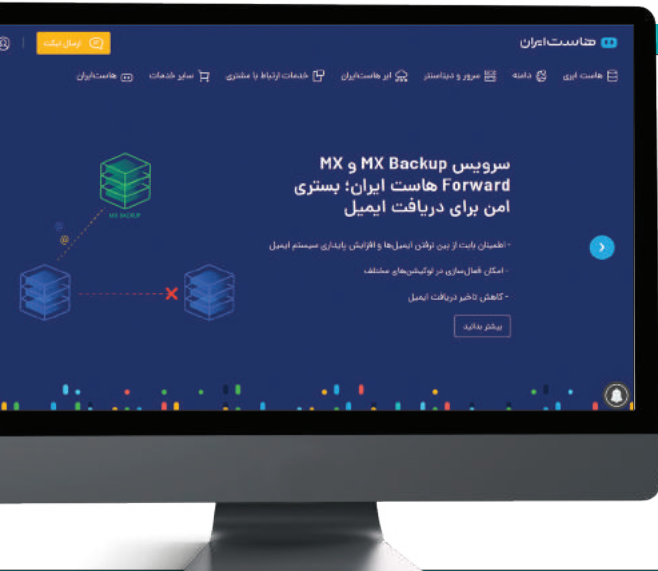 هاست‌ایران
ارسال تیکت
هاست ابری دامنه سرور و دیتاسنتر ابر هاست‌ایران خدمات ارتباط با مشتری سایر خدمات هاست‌ایران
سرویس MX Backup و MX
Forward هاست ایران؛ بستری
امن برای دریافت ایمیل
- اطمینان بابت از بین نرفتن ایمیل‌ها و افزایش پایداری سیستم ایمیل
- امکان فعال‌سازی در لوکیشن‌های مختلف
- کاهش تاخیر دریافت ایمیل
بیشتر بدانید
MX BACKUP
@